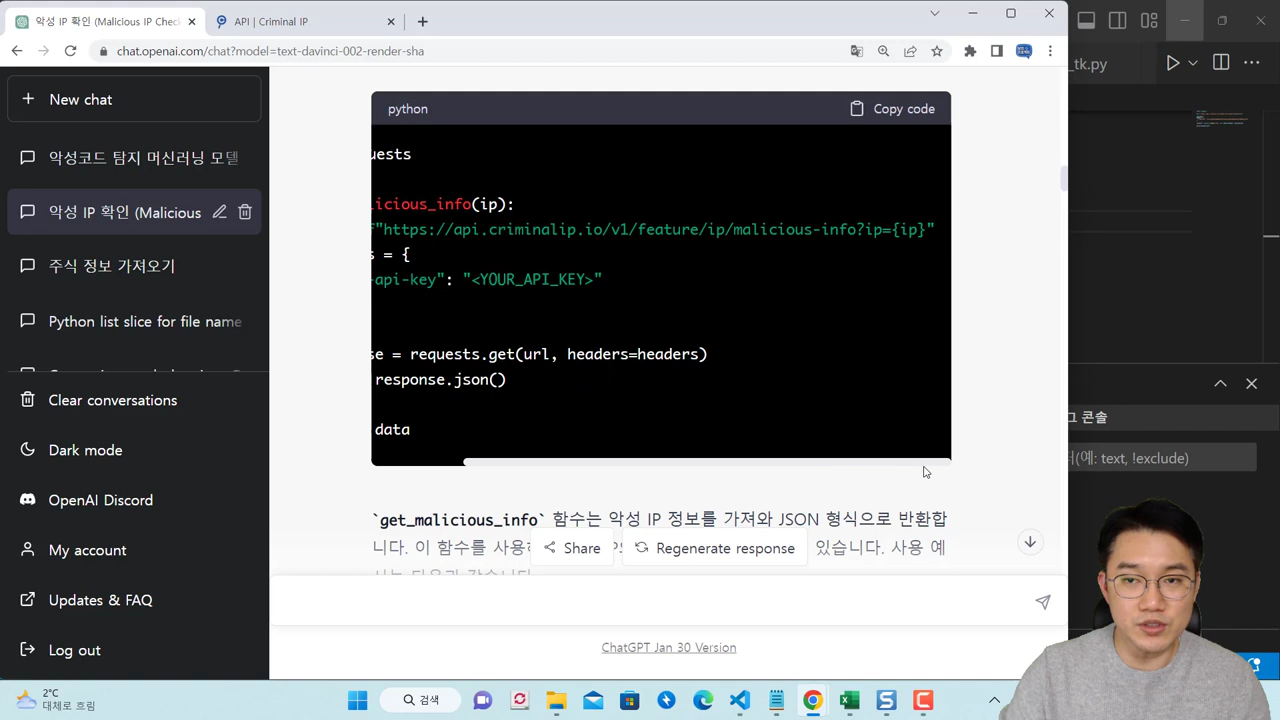 악성 IP 확인 (Malicious IP Chec
API | Criminal IP
chat.openai.com/chat?model=text-davinci-002-render-sha
_tk.py
New chat
악성코드 탐지 머신러닝 모델
악성 IP 확인 (Malicious
주식 정보 가져오기
Python list slice for file name
Clear conversations
Dark mode
OpenAI Discord
My account
Updates & FAQ
Log out
python
Copy code
uests
licious_info(ip):
f"https://api.criminalip.io/v1/feature/ip/malicious-info?ip={ip}"
s = {
-api-key": "<YOUR_API_KEY>"
se = requests.get(url, headers=headers)
response.json()
data
`get_malicious_info` 함수는 악성 IP 정보를 가져와 JSON 형식으로 반환합
니다. 이 함수를 사용하 있습니다. 사용 예
Share
Regenerate response
ChatGPT Jan 30 Version
그 콘솔
터(예: text, !exclude)
2°C
대체로 흐림
검색